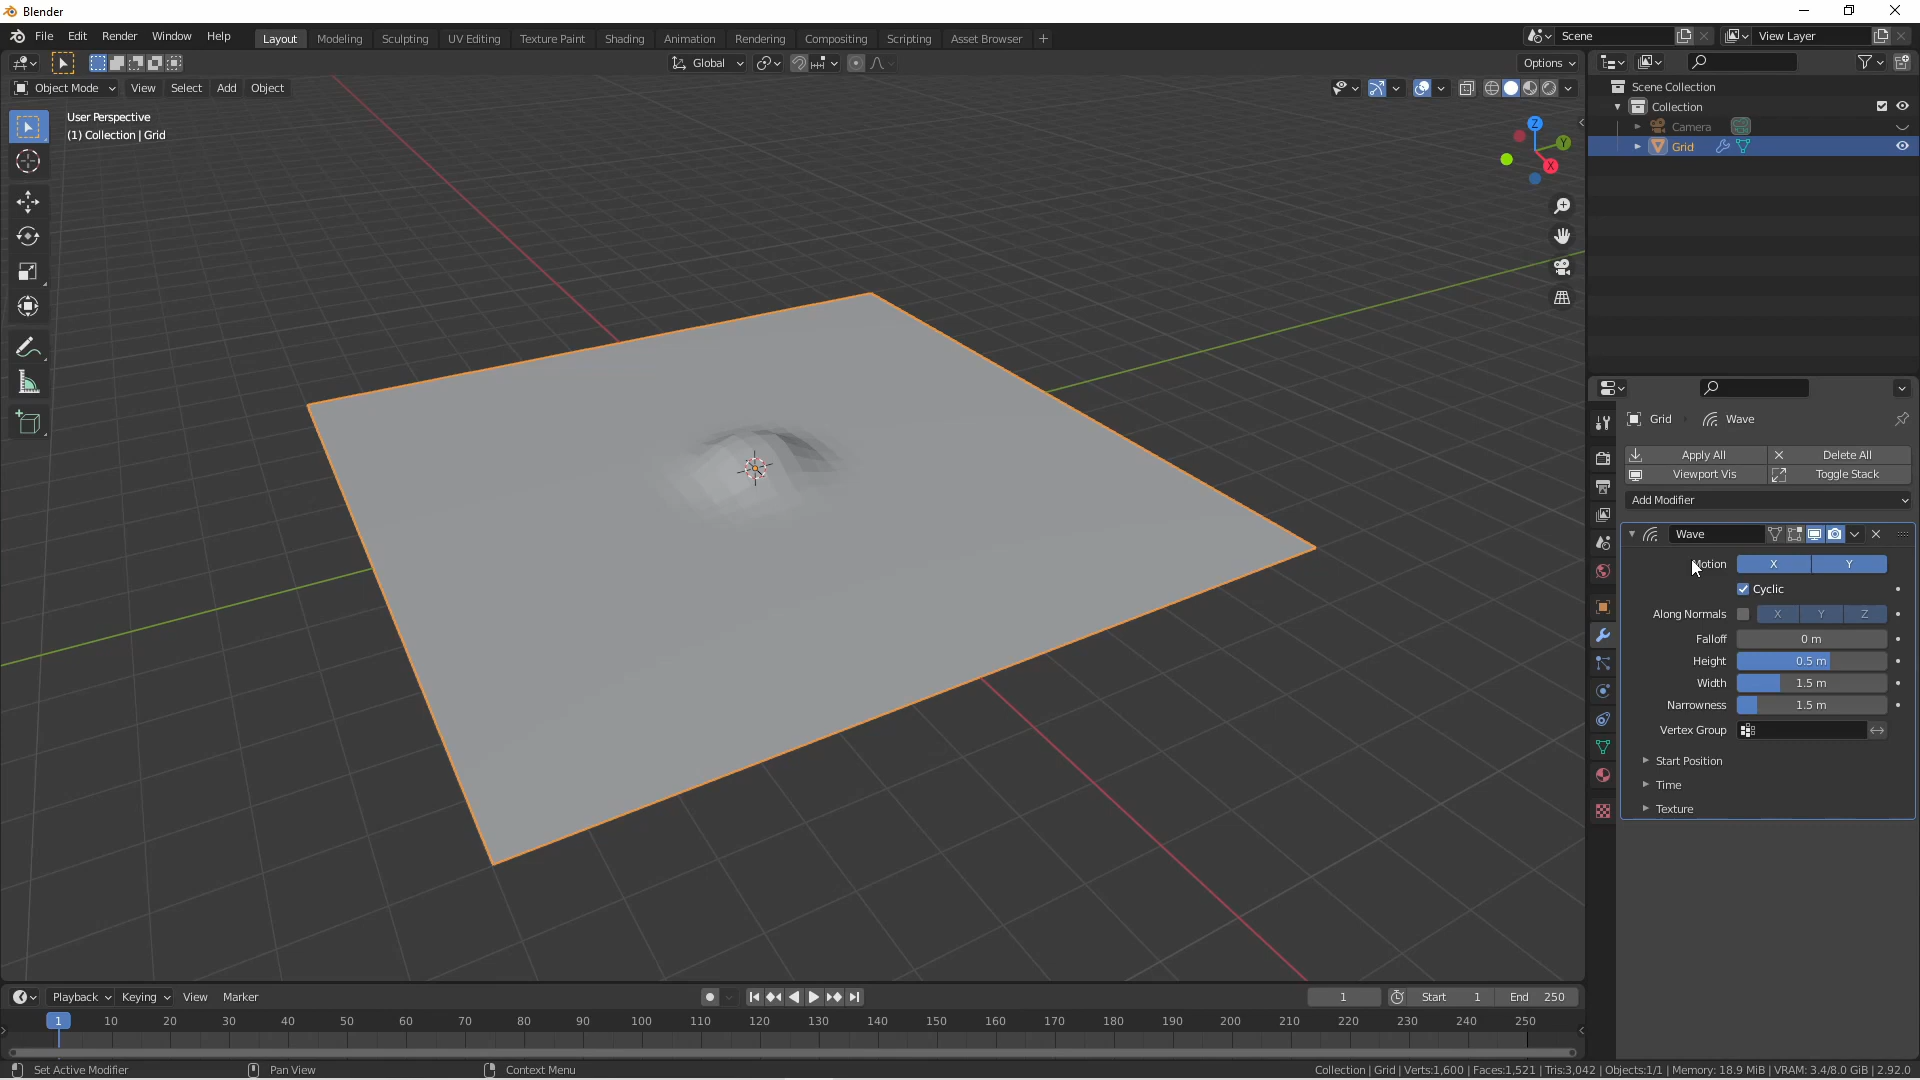 Blender
File Edit Render Window Help Layout Modeling Sculpting UV Editing Texture Paint Shading Animation Rendering Compositing Scripting Asset Browser + Scene View Layer
Global Options
Object Mode View Select Add Object
User Perspective
(1) Collection | Grid
Z
Y
X
Scene Collection
Collection
Camera
Grid
Grid Wave
Apply All Delete All
Viewport Vis Toggle Stack
Add Modifier
Wave
Motion X Y
Cyclic
Along Normals X Y Z
Falloff 0 m
Height 0.5 m
Width 1.5 m
Narrowness 1.5 m
Vertex Group
Start Position
Time
Texture
Playback Keying View Marker 1 Start 1 End 250
1 10 20 30 40 50 60 70 80 90 100 110 120 130 140 150 160 170 180 190 200 210 220 230 240 250
Set Active Modifier Pan View Context Menu Collection | Grid | Verts:1,600 | Faces:1,521 | Tris:3,042 | Objects:1/1 | Memory: 18.9 MiB | VRAM: 3.4/8.0 GiB | 2.92.0